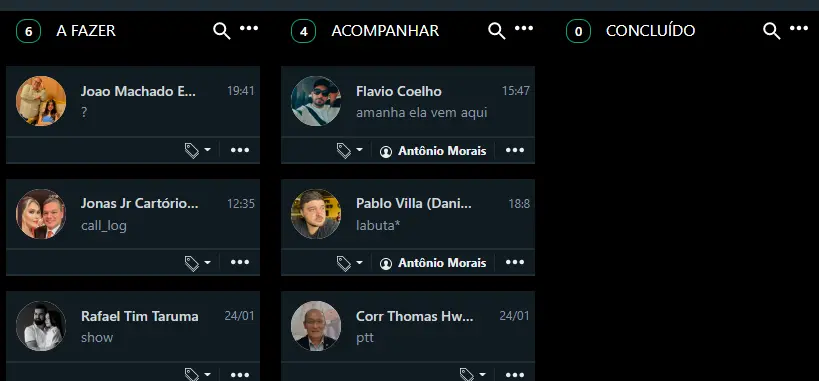 6 A FAZER
Joao Machado E... 19:41
?
Jonas Jr Cartório... 12:35
call_log
Rafael Tim Taruma 24/01
show
4 ACOMPANHAR
Flavio Coelho 15:47
amanha ela vem aqui
Antônio Morais
Pablo Villa (Dani... 18:8
labuta*
Antônio Morais
Corr Thomas Hw... 24/01
ptt
0 CONCLUÍDO